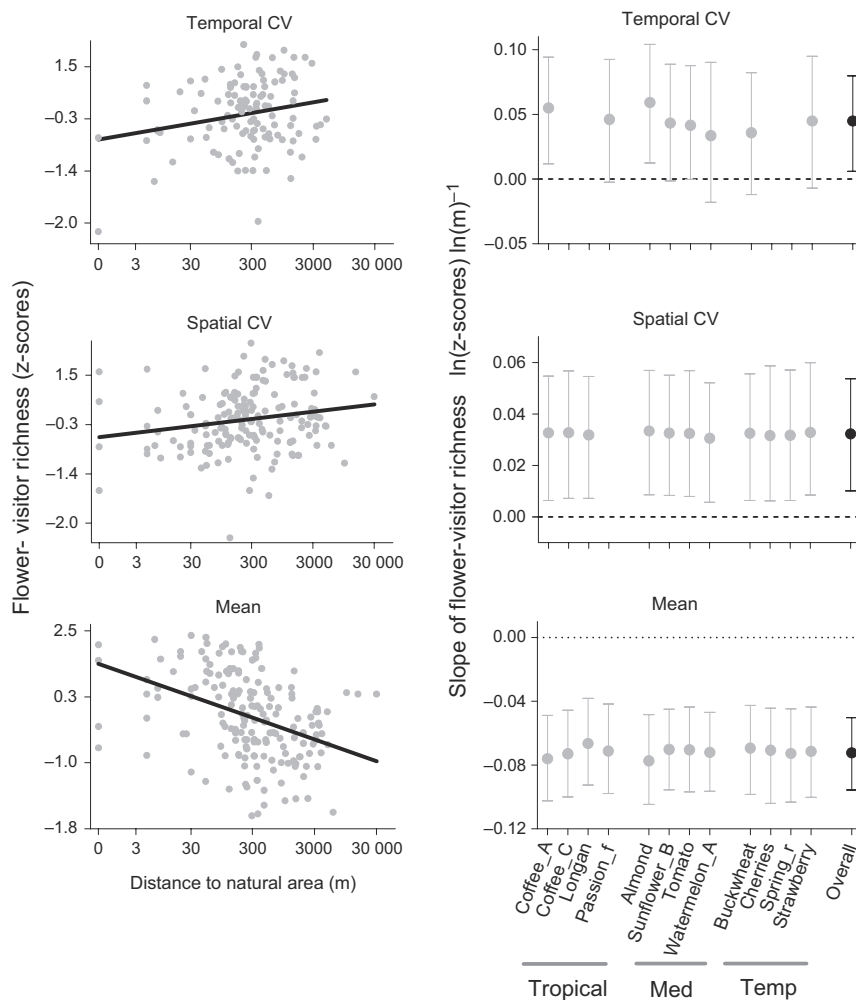 Temporal CV
1.5
–0.3
–1.4
–2.0
0 3 30 300 3000 30 000
Spatial CV
1.5
–0.3
–1.4
–2.0
0 3 30 300 3000 30 000
Mean
2.5
0.3
–1.0
–1.8
0 3 30 300 3000 30 000
Distance to natural area (m)
Flower- visitor richness (z-scores)
Temporal CV
0.10
0.05
0.00
–0.05
Spatial CV
0.06
0.04
0.02
0.00
Mean
0.00
–0.04
–0.08
–0.12
Slope of flower-visitor richness ln(z-scores) ln(m)⁻¹
Coffee_A
Coffee_C
Longan
Passion_f
Almond
Sunflower_B
Tomato
Watermelon_A
Buckwheat
Cherries
Spring_r
Strawberry
Overall
Tropical Med Temp